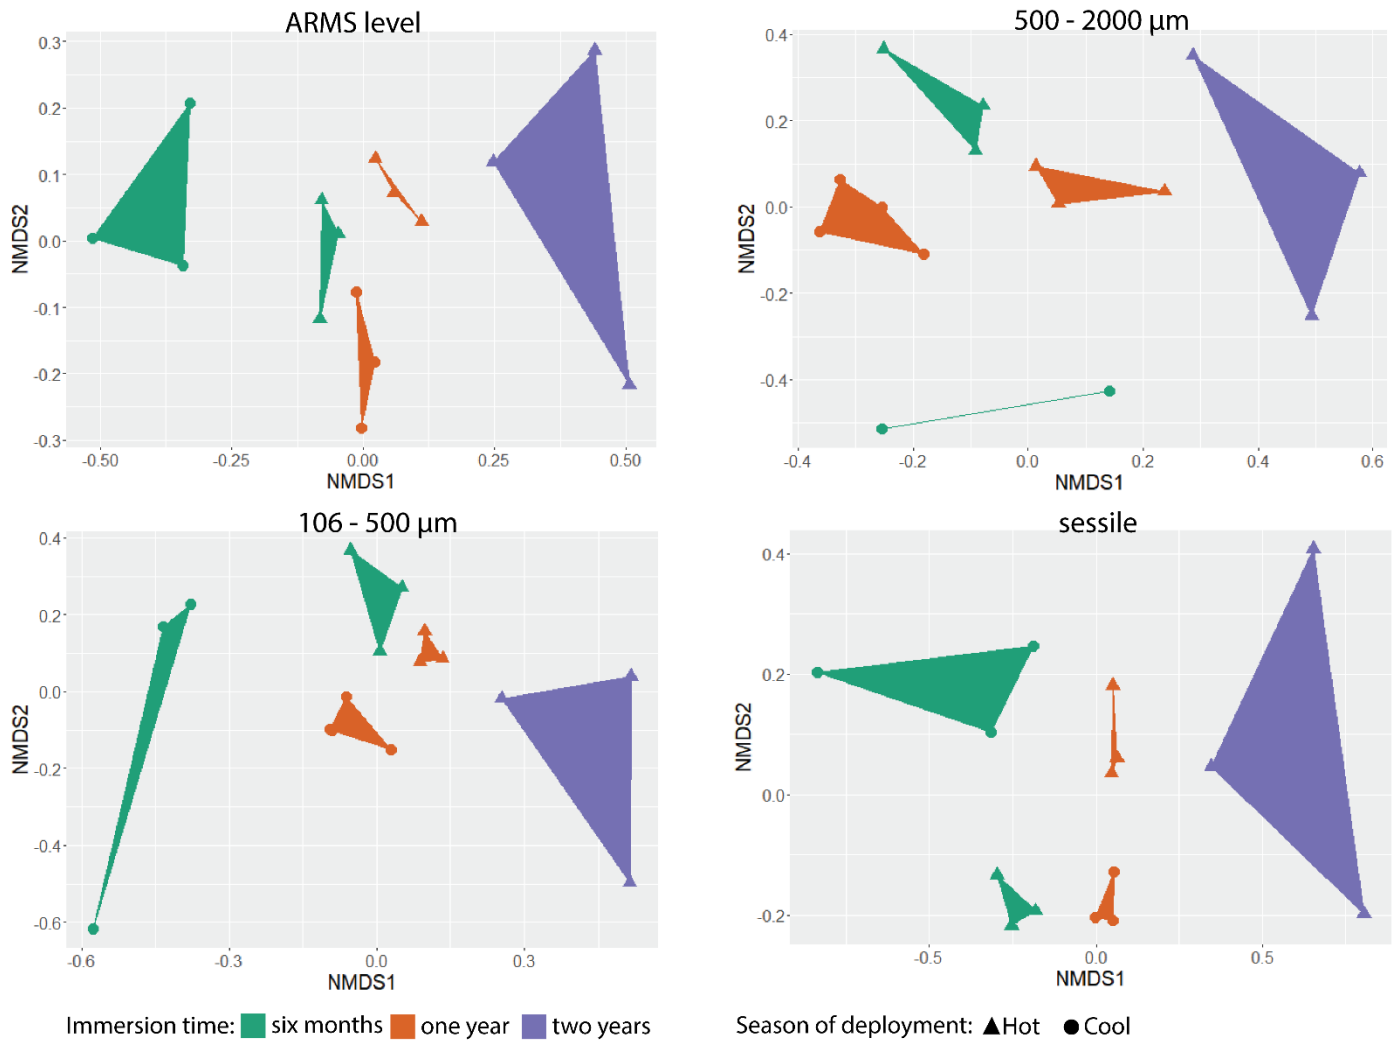 ARMS level
0.3
0.2
0.1
0.0
-0.1
-0.2
-0.3
NMDS2
-0.50
-0.25
0.00
0.25
0.50
NMDS1
500 - 2000 µm
0.4
0.2
0.0
-0.2
-0.4
NMDS2
-0.4
-0.2
0.0
0.2
0.4
0.6
NMDS1
106 - 500 µm
0.4
0.2
0.0
-0.2
-0.4
-0.6
NMDS2
-0.6
-0.3
0.0
0.3
NMDS1
sessile
0.4
0.2
0.0
-0.2
NMDS2
-0.5
0.0
0.5
NMDS1
Immersion time: six months one year two years
Season of deployment: Hot Cool